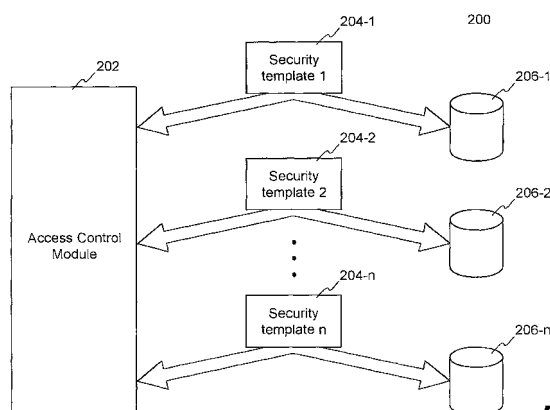 204-1
200
202
Security
template 1
206-1
204-2
Security
template 2
206-2
Access Control
Module
204-n
Security
template n
206-n